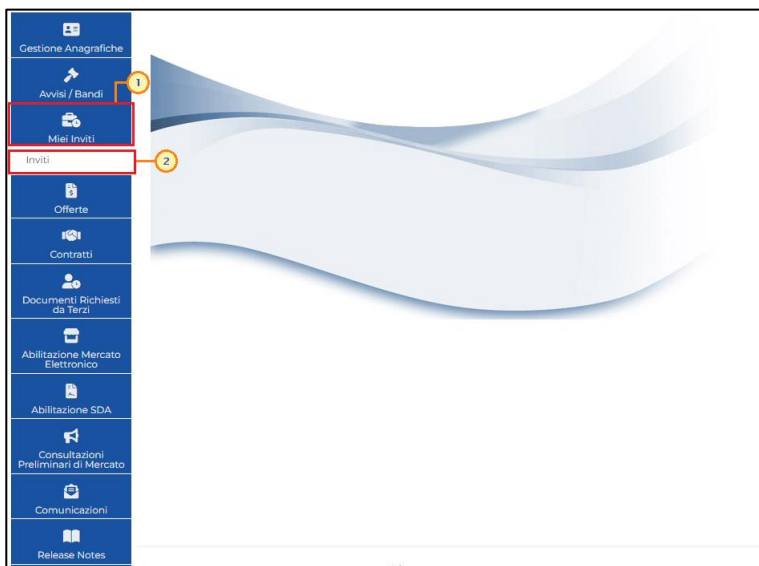 Gestione Anagrafiche
Avvisi / Bandi
1
Miei Inviti
Inviti
2
Offerte
Contratti
Documenti Richiesti
da Terzi
Abilitazione Mercato
Elettronico
Abilitazione SDA
Consultazioni
Preliminari di Mercato
Comunicazioni
Release Notes